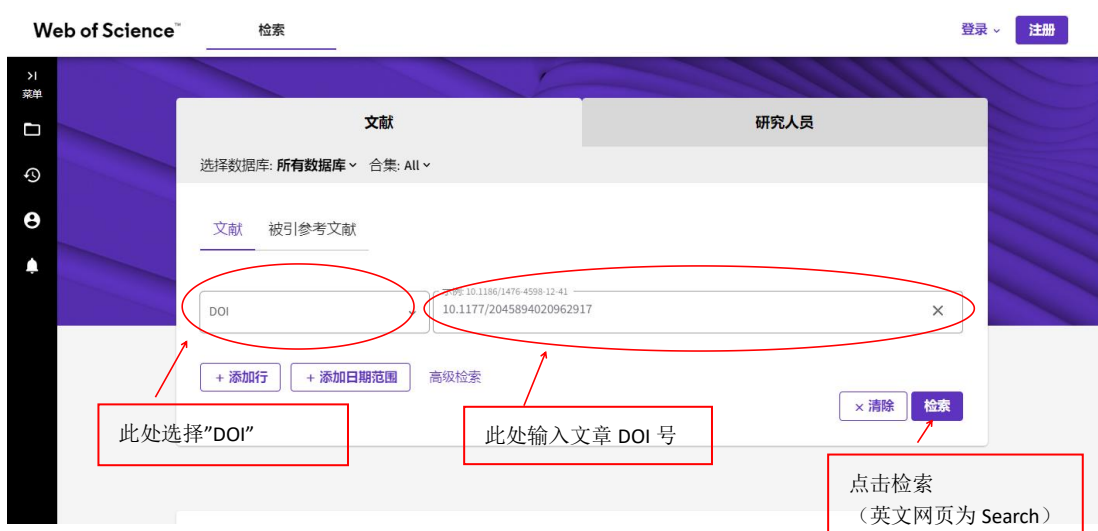 Web of Science™ 检索 登录 注册
菜单
文献 研究人员
选择数据库: 所有数据库 合集: All
文献 被引参考文献
示例: 10.1186/1476-4598-12-41
DOI 10.1177/2045894020962917 ×
+ 添加行 + 添加日期范围 高级检索
× 清除 检索
此处选择”DOI” 此处输入文章 DOI 号
点击检索
（英文网页为 Search）